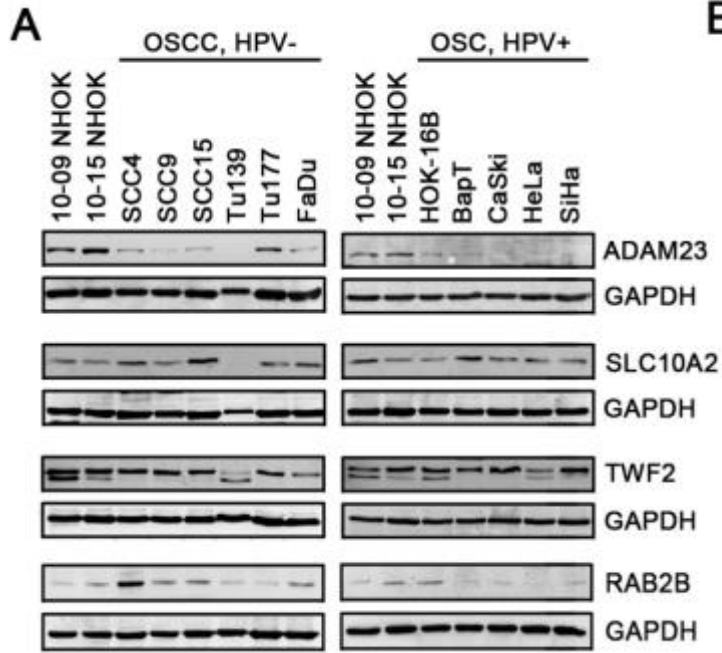 A
E
OSCC, HPV-
OSC, HPV+
10-09 NHOK
10-15 NHOK
SCC4
SCC9
SCC15
Tu139
Tu177
FaDu
10-09 NHOK
10-15 NHOK
HOK-16B
BapT
CaSki
HeLa
SiHa
ADAM23
GAPDH
SLC10A2
GAPDH
TWF2
GAPDH
RAB2B
GAPDH